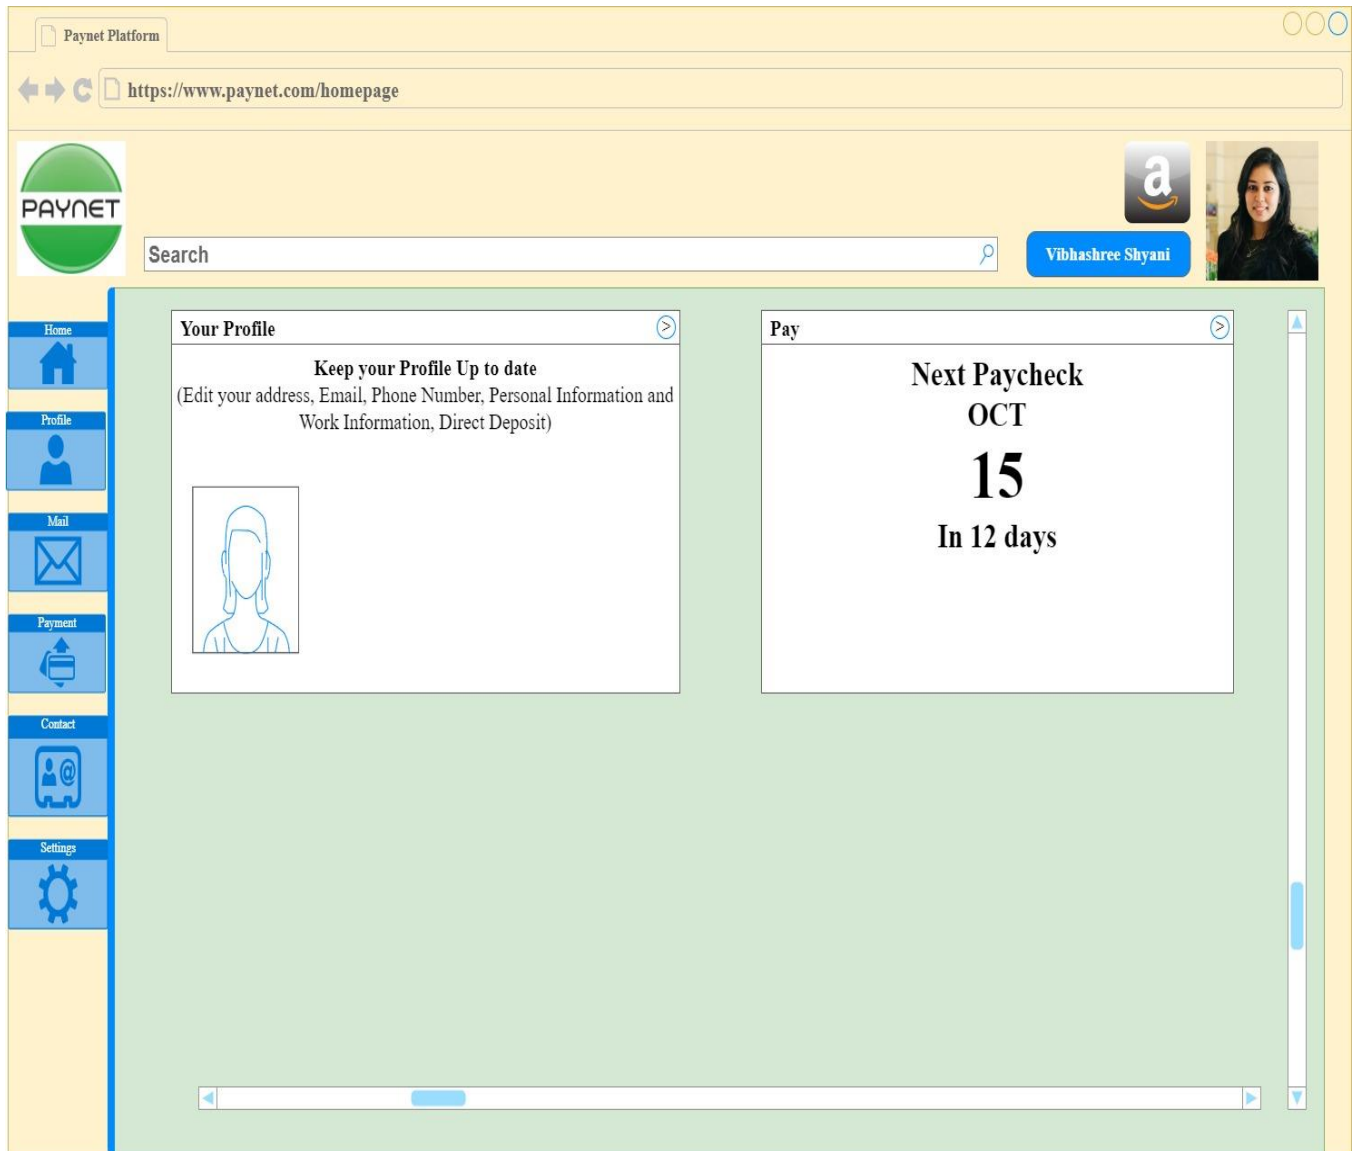 Paynet Platform
https://www.paynet.com/homepage
PAYNET
a
Search
Vibhashree Shyani
Home
Profile
Mail
Payment
Contact
@
Settings
Your Profile
>
Keep your Profile Up to date
(Edit your address, Email, Phone Number, Personal Information and
Work Information, Direct Deposit)
Pay
>
Next Paycheck
OCT
15
In 12 days